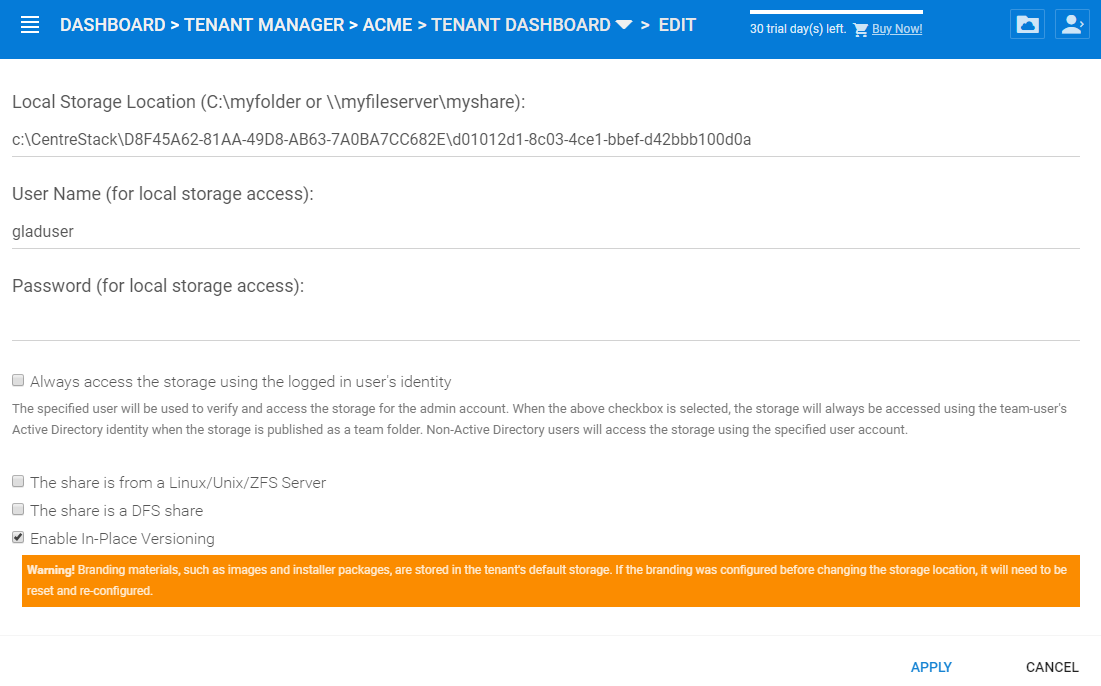 DASHBOARD > TENANT MANAGER > ACME > TENANT DASHBOARD > EDIT
30 trial day(s) left. Buy Now!
Local Storage Location (C:\myfolder or \\myfileserver\myshare):
c:\CentreStack\D8F45A62-81AA-49D8-AB63-7A0BA7CC682E\d01012d1-8c03-4ce1-bbef-d42bbb100d0a
User Name (for local storage access):
gladuser
Password (for local storage access):
Always access the storage using the logged in user's identity
The specified user will be used to verify and access the storage for the admin account. When the above checkbox is selected, the storage will always be accessed using the team-user's
Active Directory identity when the storage is published as a team folder. Non-Active Directory users will access the storage using the specified user account.
The share is from a Linux/Unix/ZFS Server
The share is a DFS share
Enable In-Place Versioning
Warning! Branding materials, such as images and installer packages, are stored in the tenant's default storage. If the branding was configured before changing the storage location, it will need to be
reset and re-configured.
APPLY CANCEL